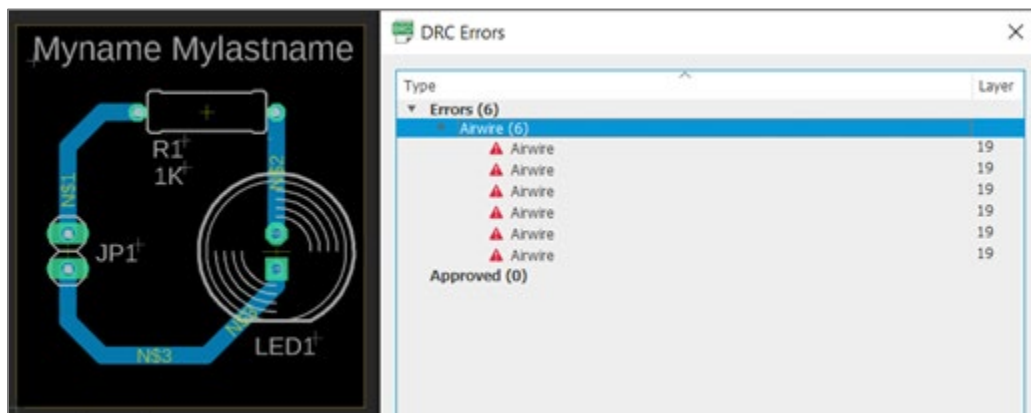 Myname Mylastname
R1
1K
N$1
N$2
JP1
N$3
N$3
LED1
DRC Errors
Type Layer
Errors (6)
Airwire (6)
Airwire 19
Airwire 19
Airwire 19
Airwire 19
Airwire 19
Airwire 19
Approved (0)